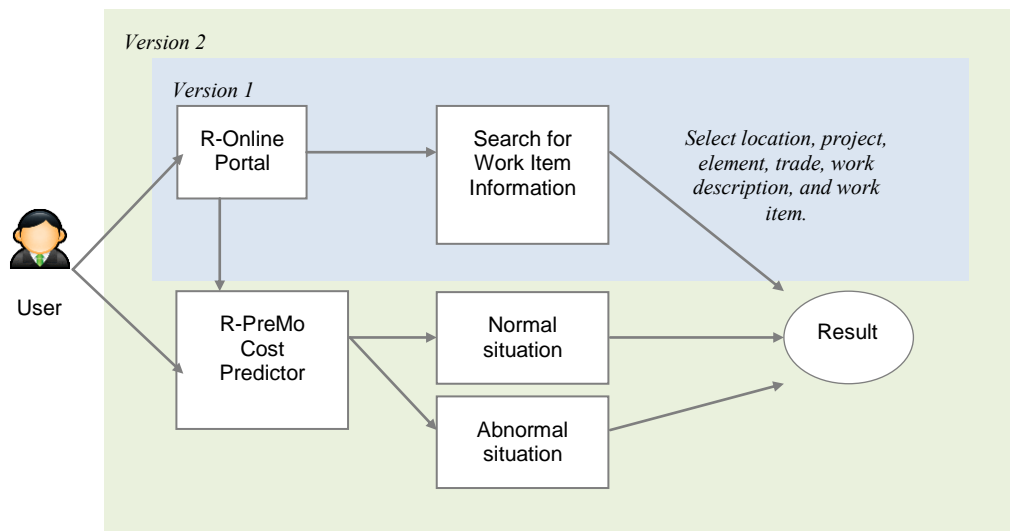 Version 2
Version 1
R-Online
Portal
Search for
Work Item
Information
Select location, project,
element, trade, work
description, and work
item.
User
R-PreMo
Cost
Predictor
Normal
situation
Result
Abnormal
situation